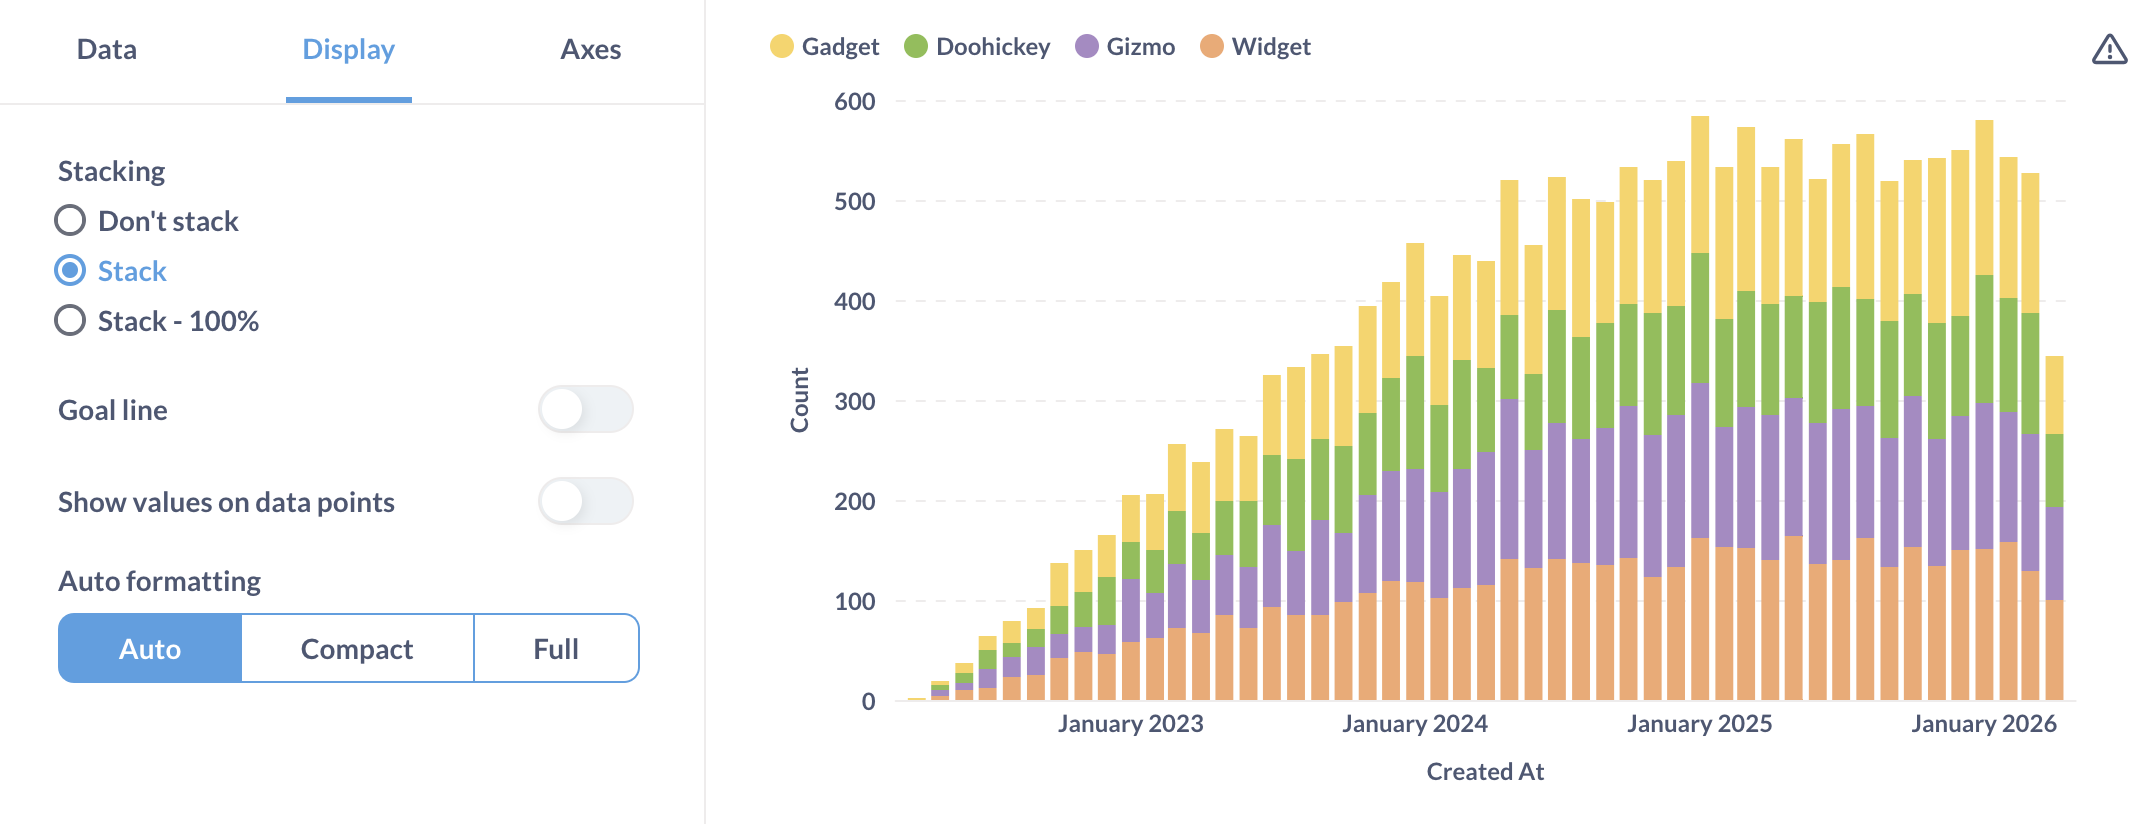 Data Display Axes
Stacking
Don't stack
Stack
Stack - 100%
Goal line
Show values on data points
Auto formatting
Auto Compact Full
Gadget Doohickey Gizmo Widget
600
500
400
300
200
100
0
Count
January 2023 January 2024 January 2025 January 2026
Created At